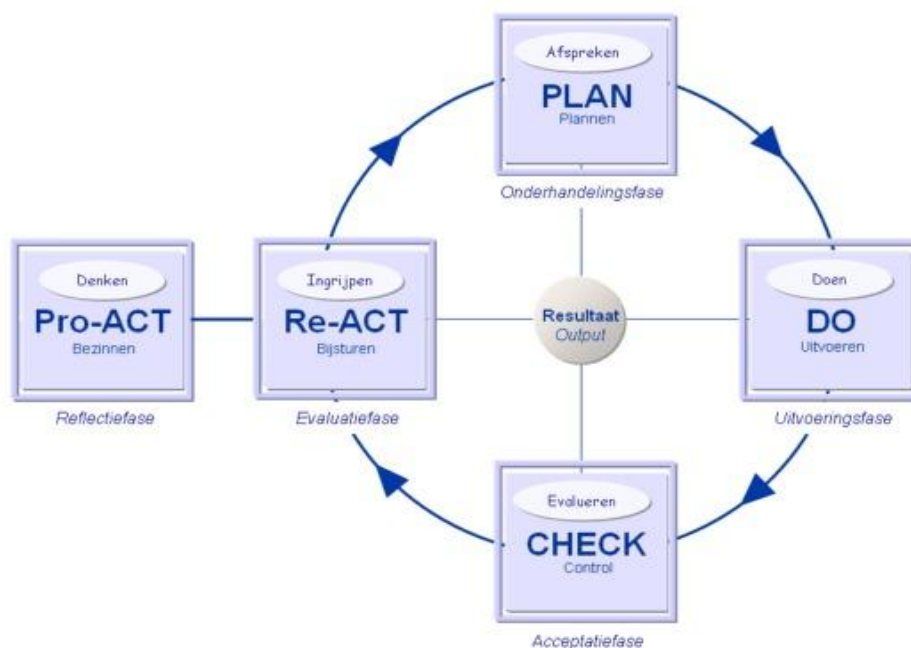 Afspreken
PLAN
Plannen
Onderhandelingsfase
Denken
Pro-ACT
Bezinnen
Reflectiefase
Ingrijpen
Re-ACT
Bijsturen
Evaluatiefase
Resultaat
Output
Doen
DO
Uitvoeren
Uitvoeringsfase
Evalueren
CHECK
Control
Acceptatiefase